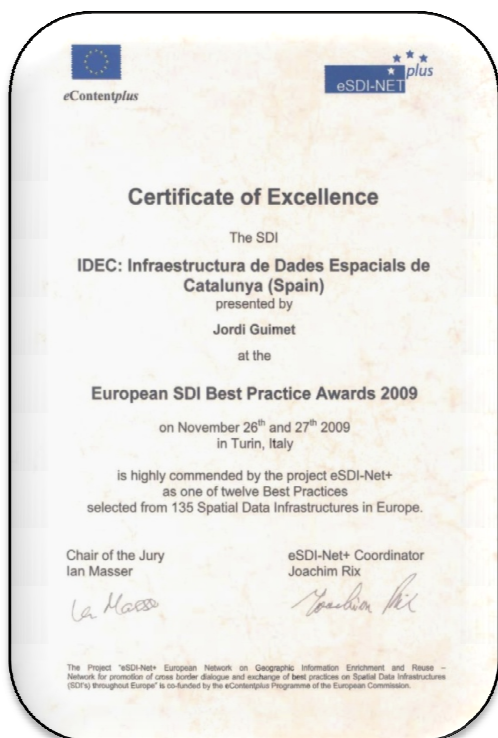 eContentplus
plus
eSDI-NET
Certificate of Excellence
The SDI
IDEC: Infraestructura de Dades Espacials de
Catalunya (Spain)
presented by
Jordi Guimet
at the
European SDI Best Practice Awards 2009
on November 26th and 27th 2009
in Turin, Italy
is highly commended by the project eSDI-Net+
as one of twelve Best Practices
selected from 135 Spatial Data Infrastructures in Europe.
Chair of the Jury
Ian Masser
eSDI-Net+ Coordinator
Joachim Rix
Ian Masser
Joachim Rix
The Project "eSDI-Net+ European Network on Geographic Information Enrichment and Reuse –
Network for promotion of cross border dialogue and exchange of best practices on Spatial Data Infrastructures
(SDI's) throughout Europe" is co-funded by the eContentplus Programme of the European Commission.